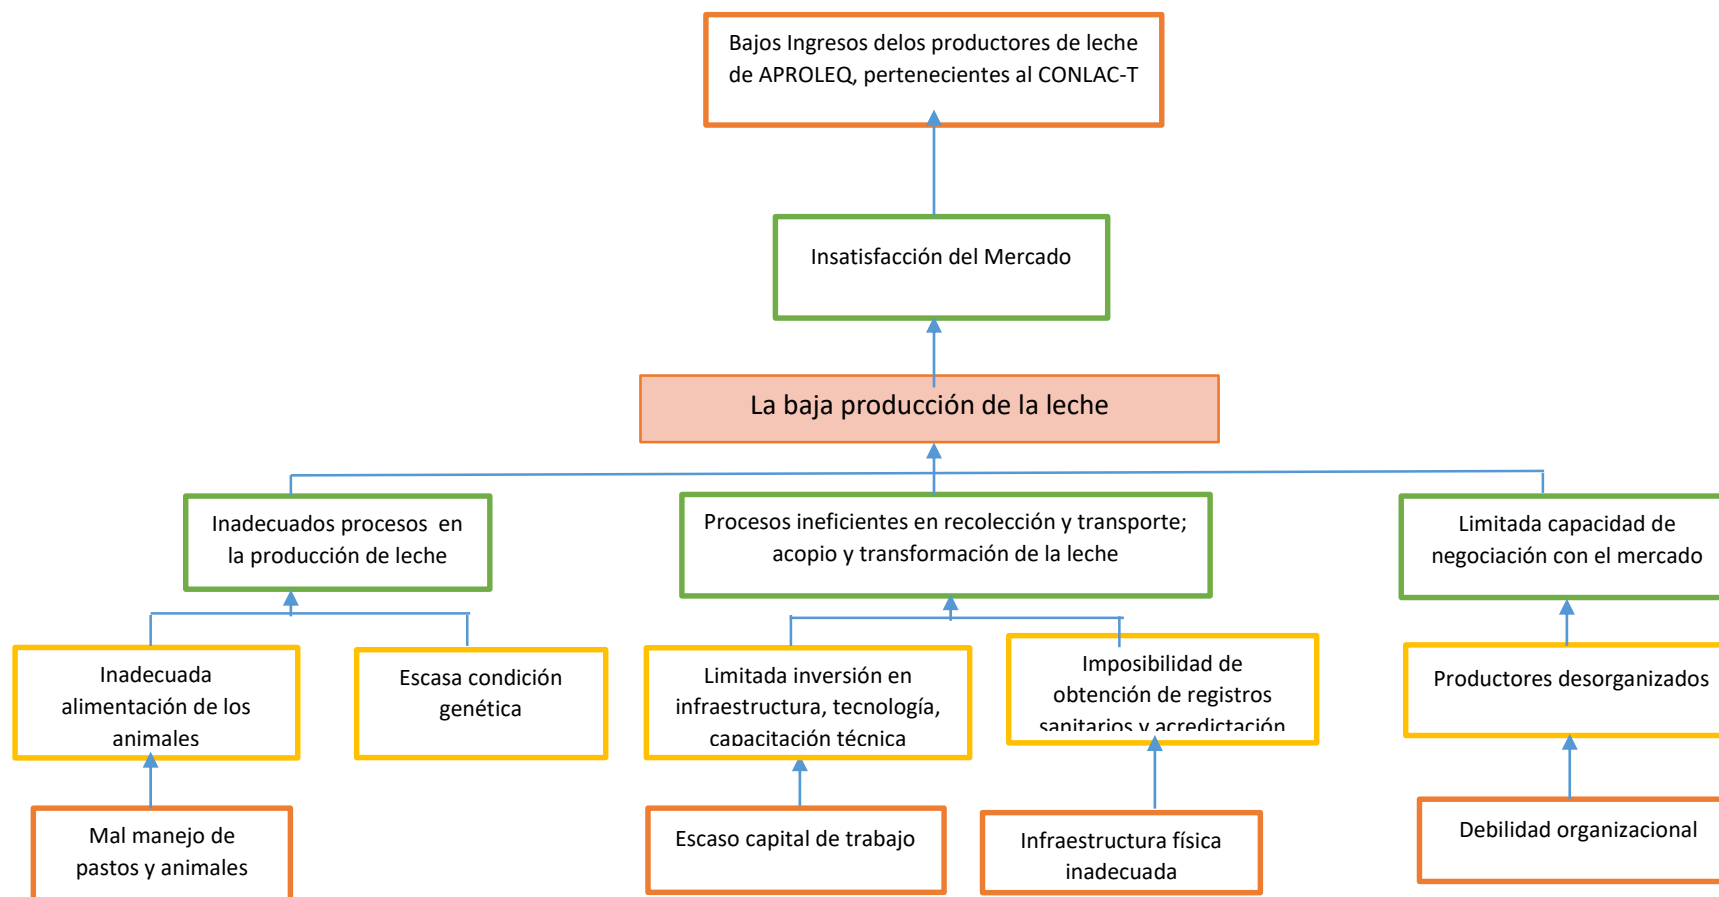 Bajos Ingresos delos productores de leche
de APROLEQ, pertenecientes al CONLAC-T
Insatisfacción del Mercado
La baja producción de la leche
Inadecuados procesos en
la producción de leche
Procesos ineficientes en recolección y transporte;
acopio y transformación de la leche
Limitada capacidad de
negociación con el mercado
Inadecuada
alimentación de los
animales
Escasa condición
genética
Limitada inversión en
infraestructura, tecnología,
capacitación técnica
Imposibilidad de
obtención de registros
sanitarios y acredictación
Productores desorganizados
Mal manejo de
pastos y animales
Escaso capital de trabajo
Infraestructura física
inadecuada
Debilidad organizacional